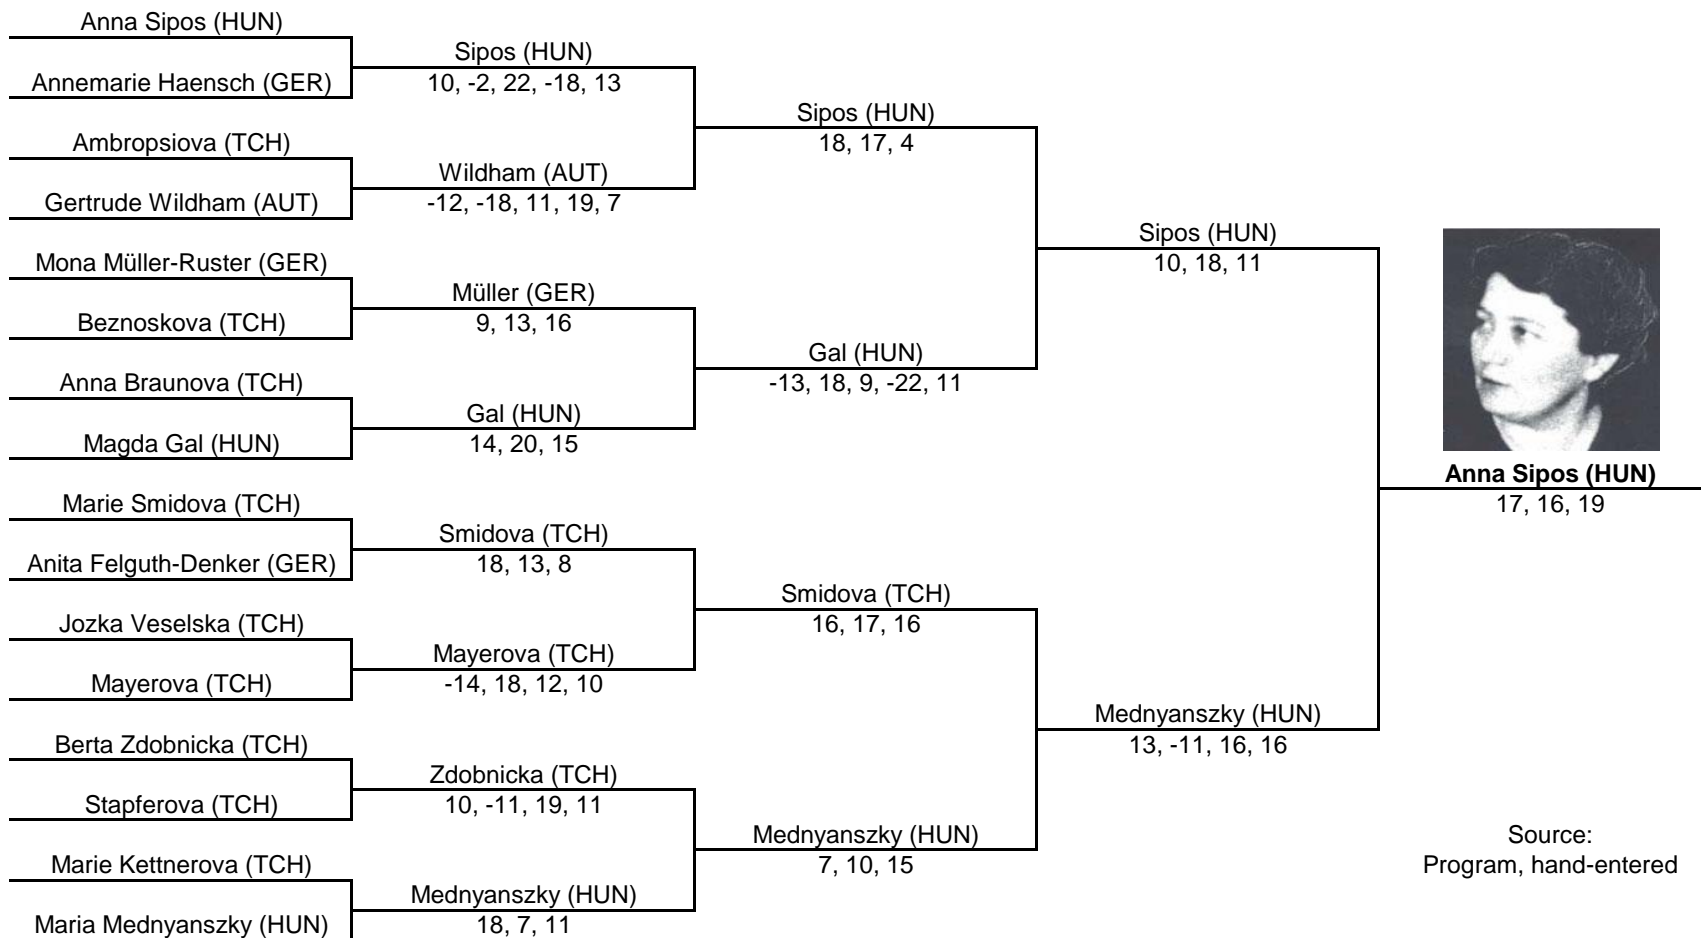 Anna Sipos (HUN)
Sipos (HUN)
Annemarie Haensch (GER)
10, -2, 22, -18, 13
Sipos (HUN)
Ambropsiova (TCH)
18, 17, 4
Wildham (AUT)
Gertrude Wildham (AUT)
-12, -18, 11, 19, 7
Sipos (HUN)
Mona Müller-Ruster (GER)
10, 18, 11
Müller (GER)
Beznoskova (TCH)
9, 13, 16
Gal (HUN)
Anna Braunova (TCH)
-13, 18, 9, -22, 11
Gal (HUN)
Magda Gal (HUN)
14, 20, 15
Anna Sipos (HUN)
Marie Smidova (TCH)
17, 16, 19
Smidova (TCH)
Anita Felguth-Denker (GER)
18, 13, 8
Smidova (TCH)
Jozka Veselska (TCH)
16, 17, 16
Mayerova (TCH)
Mayerova (TCH)
-14, 18, 12, 10
Mednyanszky (HUN)
Berta Zdobnicka (TCH)
13, -11, 16, 16
Zdobnicka (TCH)
Stapferova (TCH)
10, -11, 19, 11
Mednyanszky (HUN)
Source:
Marie Kettnerova (TCH)
7, 10, 15
Program, hand-entered
Mednyanszky (HUN)
Maria Mednyanszky (HUN)
18, 7, 11